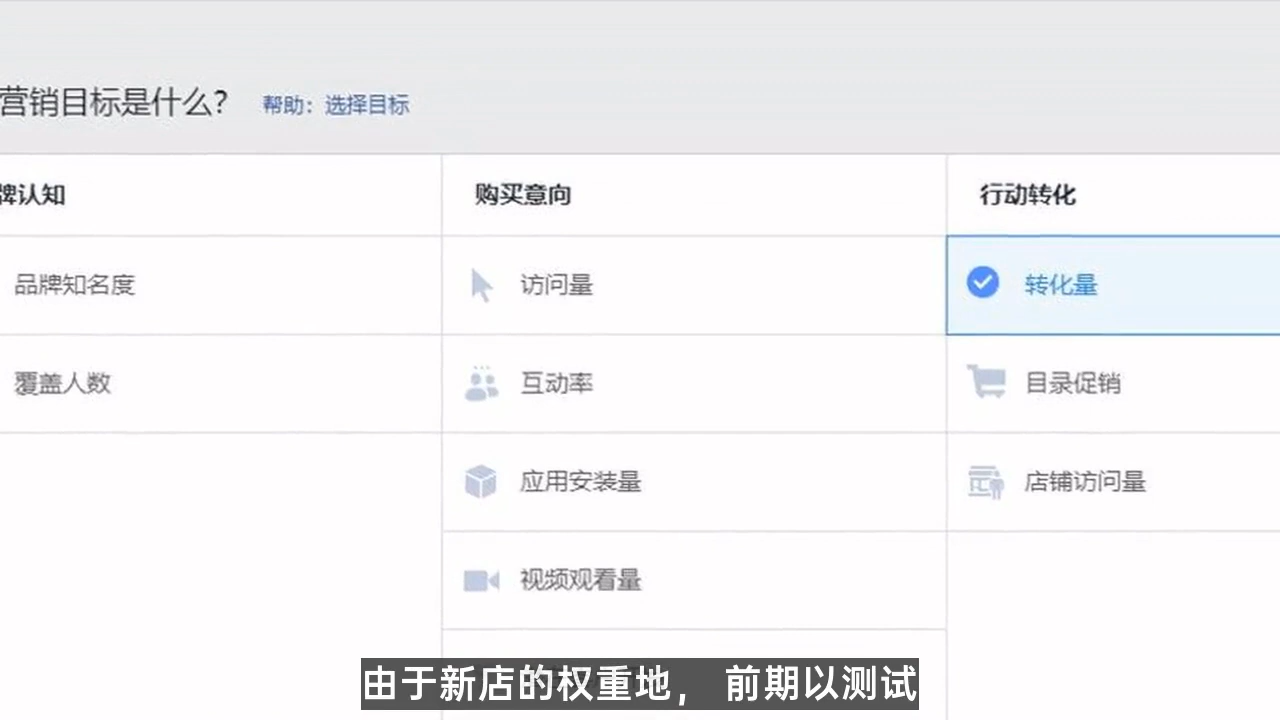 营销目标是什么? 帮助：选择目标
牌认知 购买意向 行动转化
品牌知名度 访问量 转化量
覆盖人数 互动率 目录促销
应用安装量 店铺访问量
视频观看量
由于新店的权重地， 前期以测试